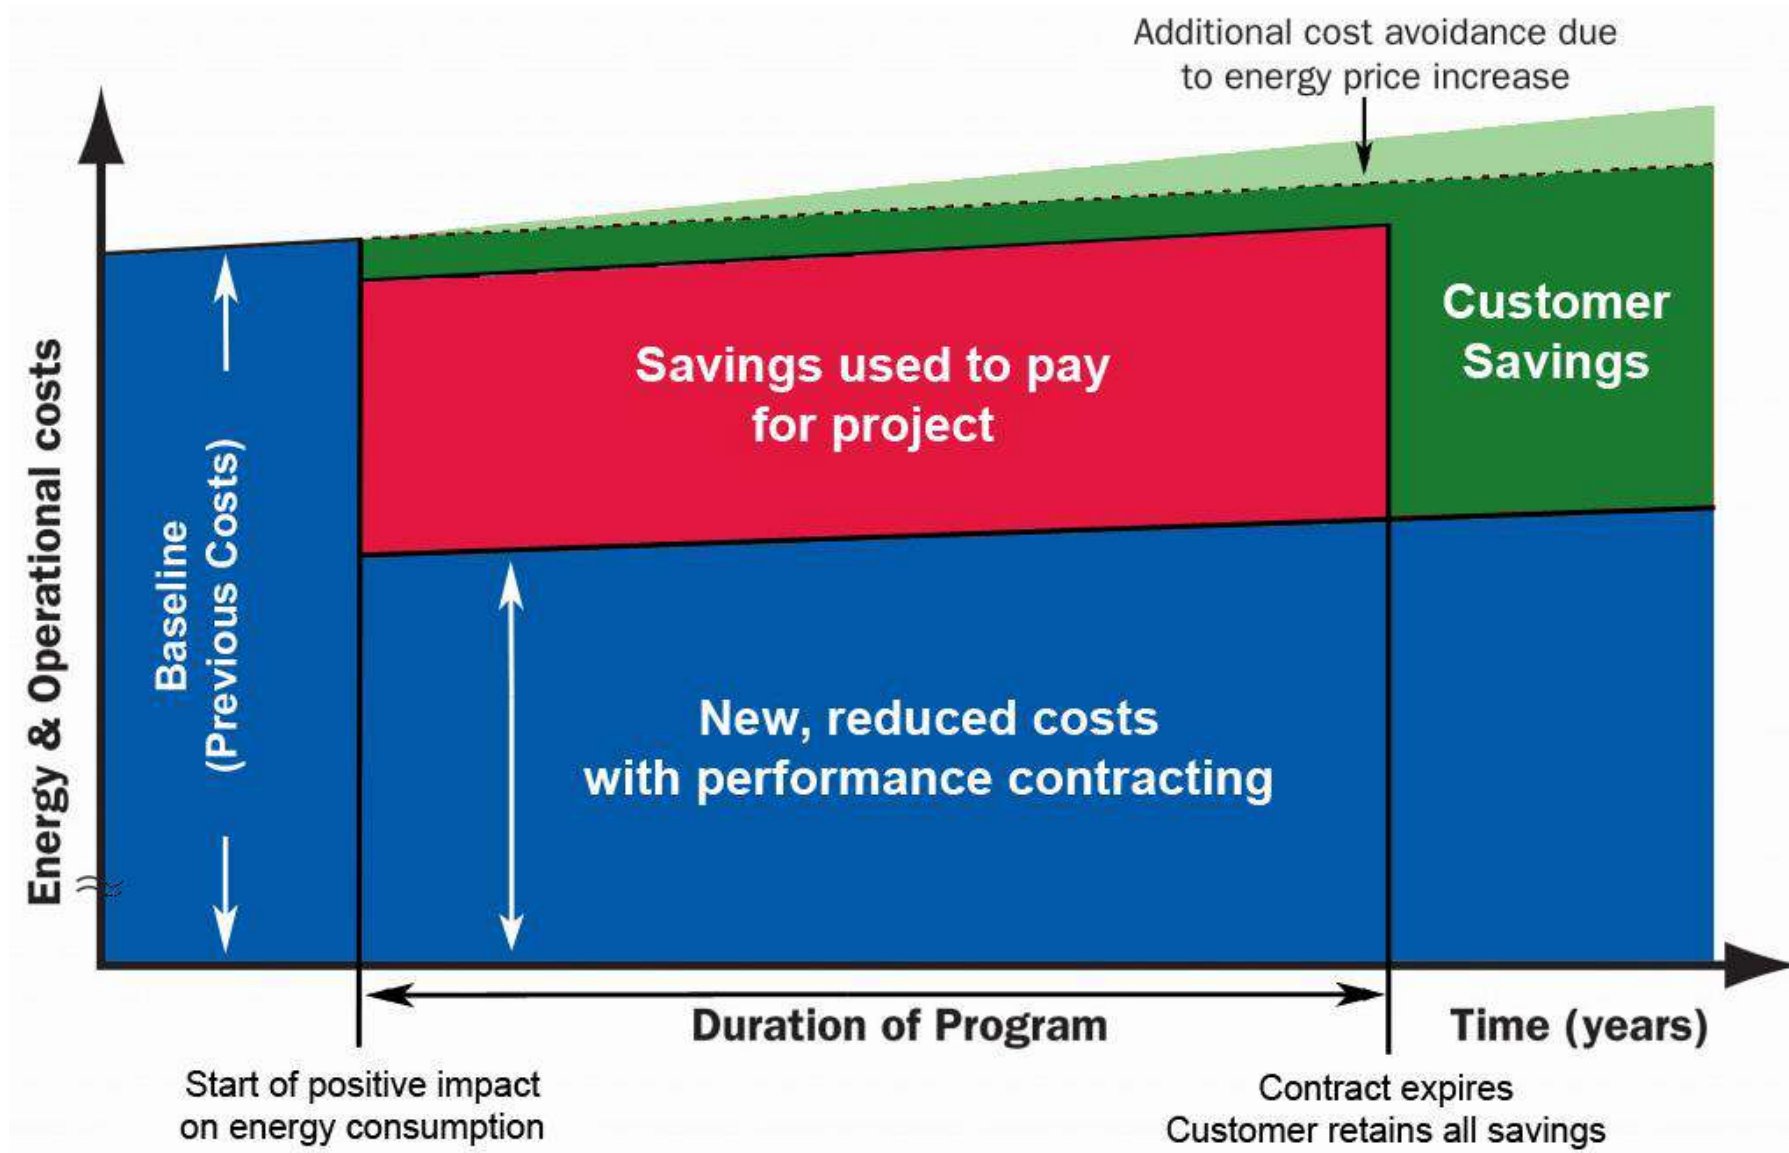 Additional cost avoidance due
to energy price increase
Energy & Operational costs
Baseline
(Previous Costs)
Savings used to pay
for project
Customer
Savings
New, reduced costs
with performance contracting
Duration of Program
Time (years)
Start of positive impact
on energy consumption
Contract expires
Customer retains all savings